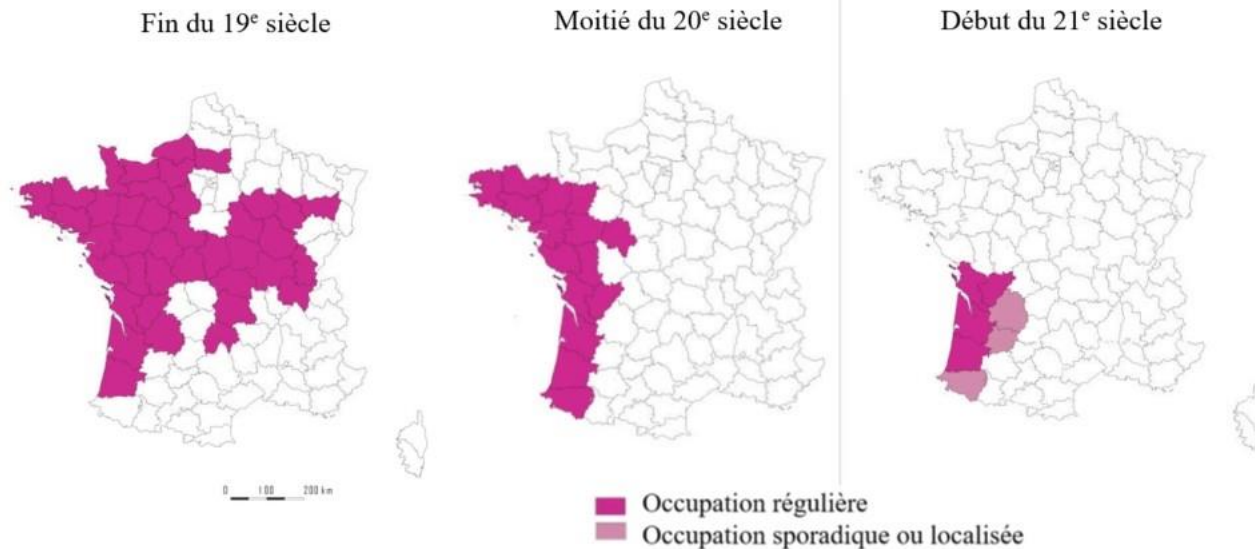 Fin du 19e siècle
Moitié du 20e siècle
Début du 21e siècle
0 100 200 km
Occupation régulière
Occupation sporadique ou localisée